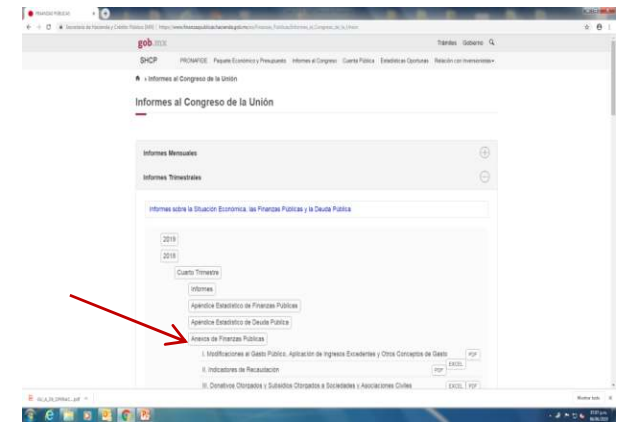 FINANZAS PÚBLICAS
gob.mx
Trámites Gobierno
SHCP PRONAFIDE Paquete Económico y Presupuesto Informes al Congreso Cuenta Pública Estadísticas Oportunas Relación con inversionistas
› Informes al Congreso de la Unión
Informes al Congreso de la Unión
Informes Mensuales
Informes Trimestrales
Informes sobre la Situación Económica, las Finanzas Públicas y la Deuda Pública
2019
2018
Cuarto Trimestre
Informes
Apéndice Estadístico de Finanzas Públicas
Apéndice Estadístico de Deuda Pública
Anexos de Finanzas Públicas
I. Modificaciones al Gasto Público, Aplicación de Ingresos Excedentes y Otros Conceptos de Gasto PDF EXCEL
II. Indicadores de Recaudación PDF
III. Donativos Otorgados y Subsidios Otorgados a Sociedades y Asociaciones Civiles EXCEL PDF
Mostrar todo